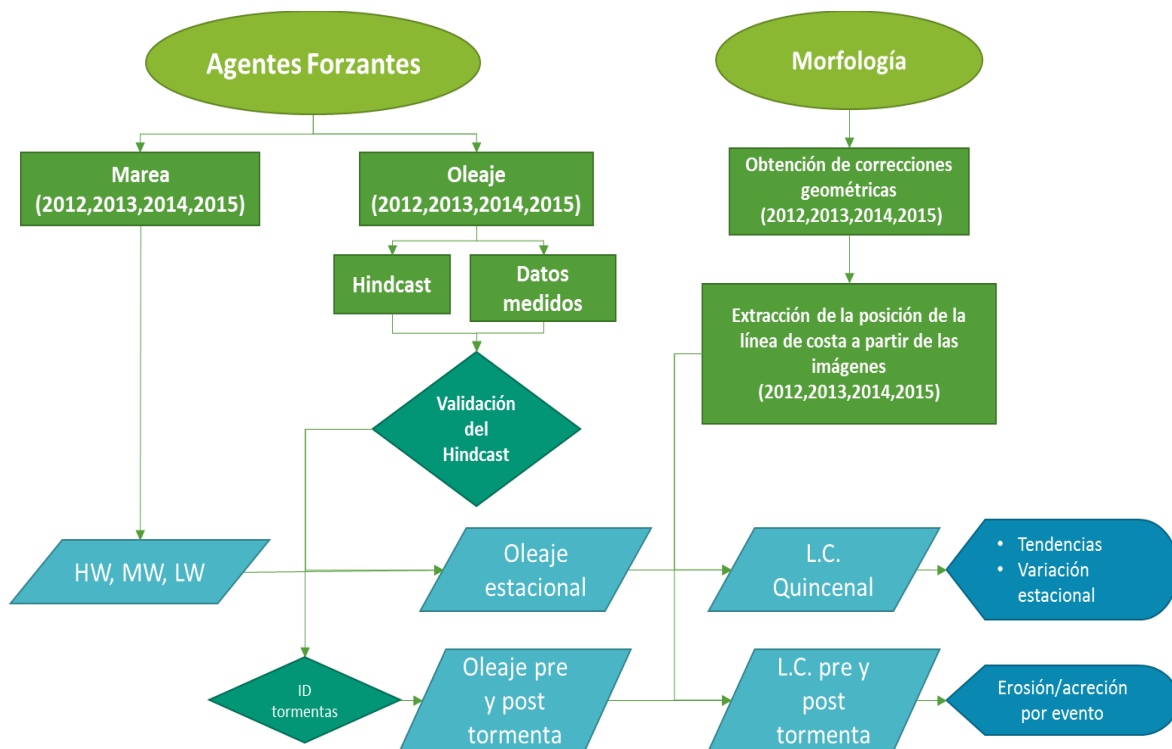 Agentes Forzantes
Morfología
Marea
(2012,2013,2014,2015)
Oleaje
(2012,2013,2014,2015)
Obtención de correcciones
geométricas
(2012,2013,2014,2015)
Hindcast
Datos
medidos
Extracción de la posición de la
línea de costa a partir de las
imágenes
(2012,2013,2014,2015)
Validación
del
Hindcast
HW, MW, LW
Oleaje
estacional
L.C.
Quincenal
• Tendencias
• Variación
estacional
ID
tormentas
Oleaje pre
y post
tormenta
L.C. pre y
post
tormenta
Erosión/acreción
por evento